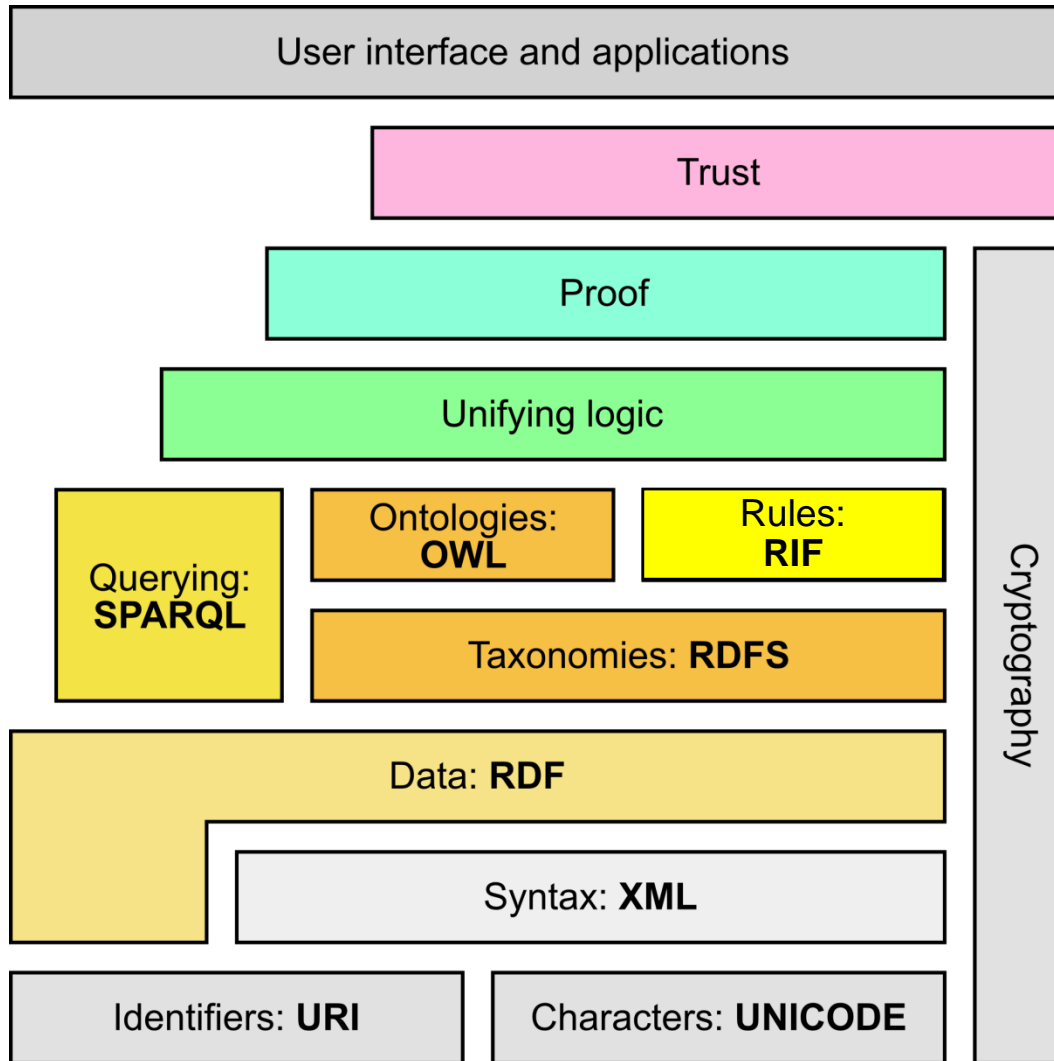 User interface and applications
Trust
Proof
Unifying logic
Ontologies:
OWL
Rules:
RIF
Querying:
SPARQL
Taxonomies: RDFS
Cryptography
Data: RDF
Syntax: XML
Identifiers: URI
Characters: UNICODE